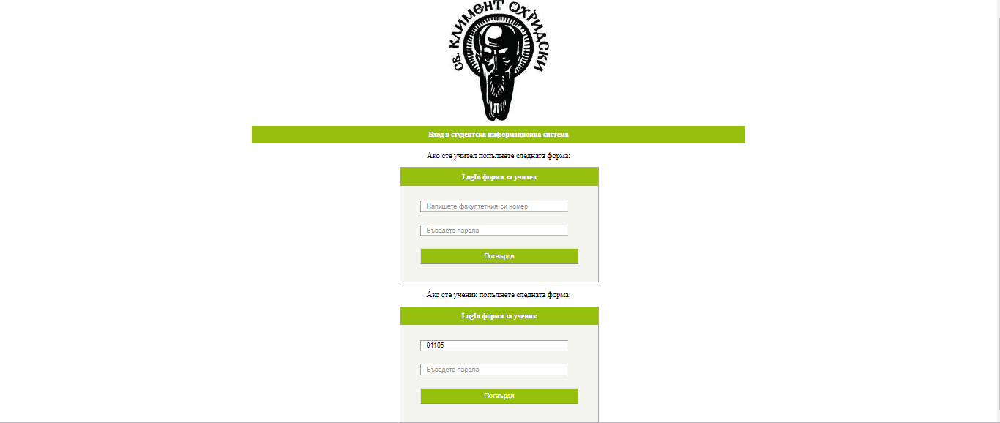 СВ. КЛИМЕНТ ОХРИДСКИ
Вход в студентска информационна система
Ако сте учител попълнете следната форма:
LogIn форма за учител
Напишете факултетния си номер
Въведете парола
Потвърди
Ако сте ученик попълнете следната форма:
LogIn форма за ученик
81105
Въведете парола
Потвърди